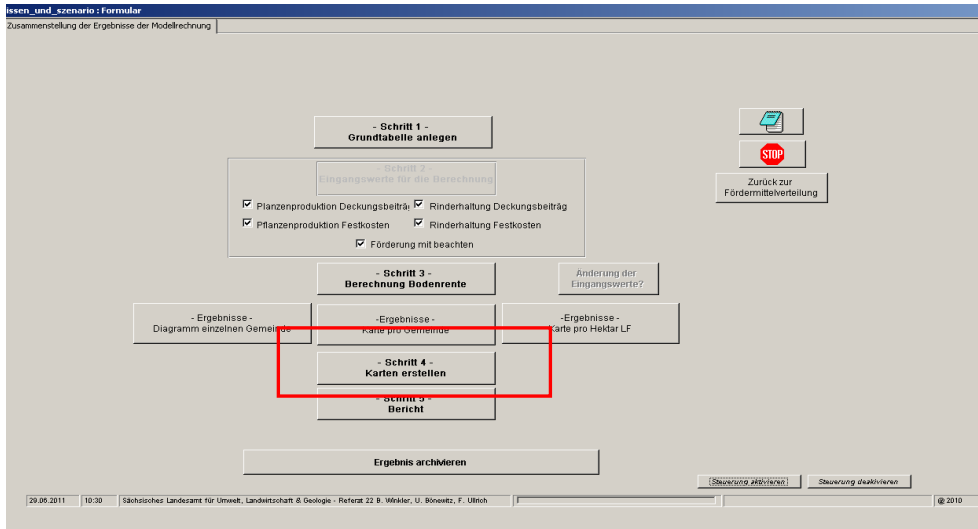 issen_und_szenario : Formular
Zusammenstellung der Ergebnisse der Modellrechnung
- Schritt 1 -
Grundtabelle anlegen
STOP
- Schritt 2 -
Eingangswerte für die Berechnung
Zurück zur
Fördermittelverteilung
Planzenproduktion Deckungsbeiträg
Rinderhaltung Deckungsbeiträg
Pflanzenproduktion Festkosten
Rinderhaltung Festkosten
Förderung mit beachten
- Schritt 3 -
Berechnung Bodenrente
Änderung der
Eingangswerte?
- Ergebnisse -
Diagramm einzelnen Gemeinde
-Ergebnisse -
Karte pro Gemeinde
-Ergebnisse -
Karte pro Hektar LF
- Schritt 4 -
Karten erstellen
- Schritt 5 -
Bericht
Ergebnis archivieren
Steuerung aktivieren
Steuerung deakivieren
29.06.2011
10:30
Sächsisches Landesamt für Umwelt, Landwirtschaft & Geologie - Referat 22 B. Winkler, U. Bönewitz, F. Ullrich
@ 2010